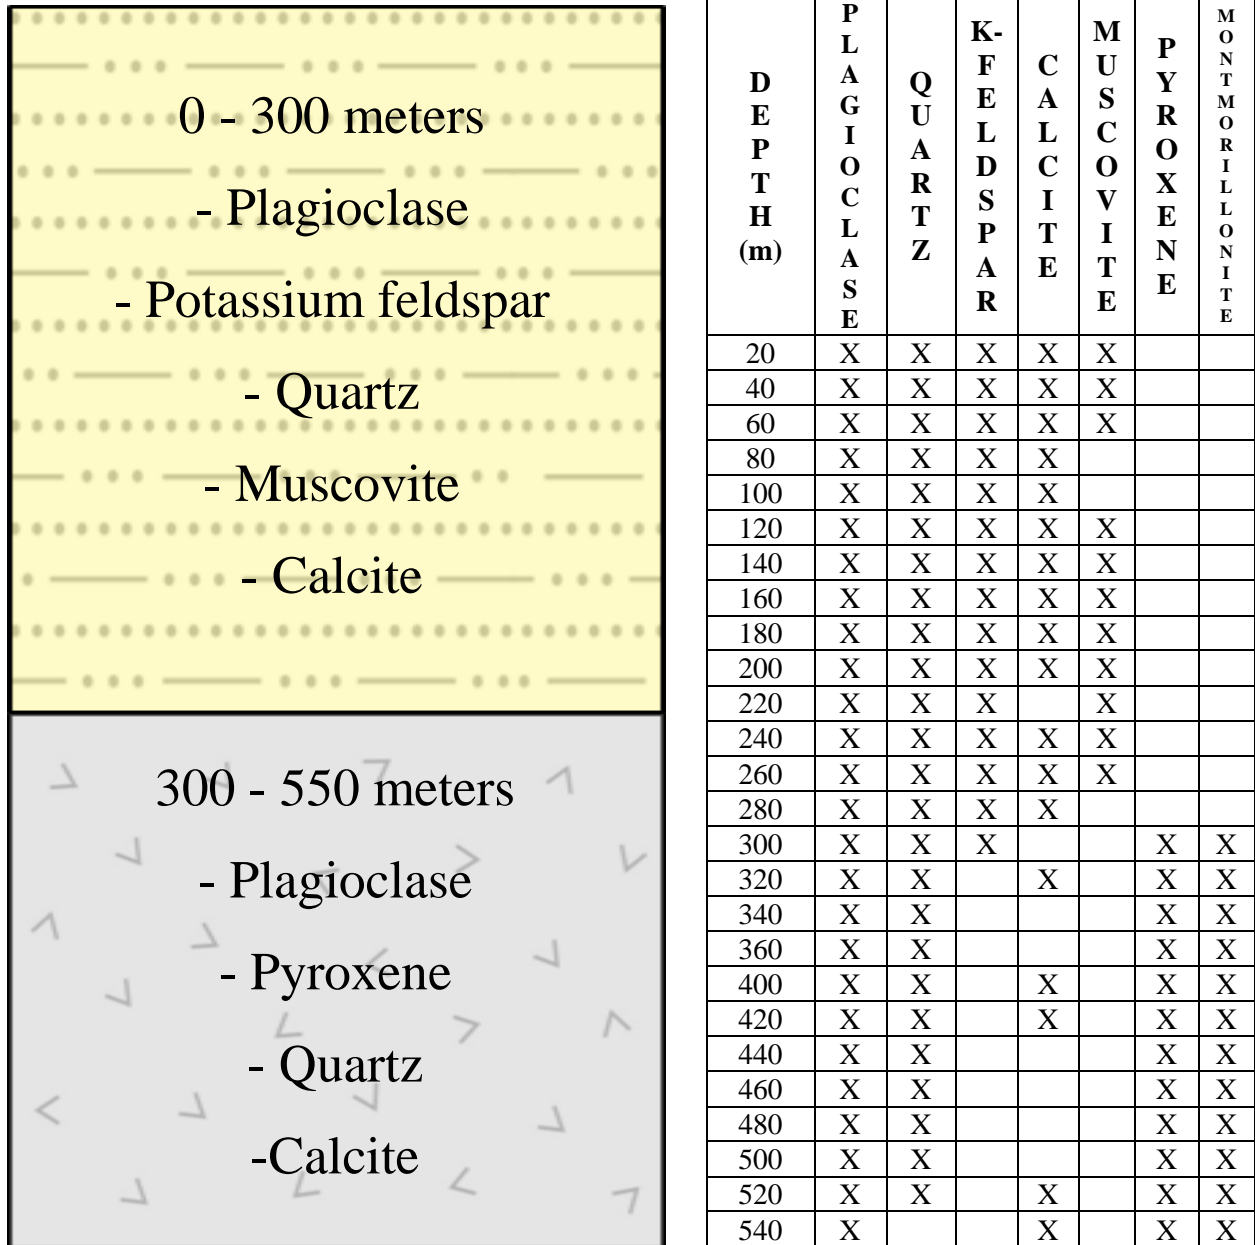 0 - 300 meters
- Plagioclase
- Potassium feldspar
- Quartz
- Muscovite
- Calcite
300 - 550 meters
- Plagioclase
- Pyroxene
- Quartz
-Calcite
DEPTH (m) PLAGIOCLASE QUARTZ K-FELDSPAR CALCITE MUSCOVITE PYROXENE MONTMORILLONITE
20 X X X X X
40 X X X X X
60 X X X X X
80 X X X X
100 X X X X
120 X X X X X
140 X X X X X
160 X X X X X
180 X X X X X
200 X X X X X
220 X X X X
240 X X X X X
260 X X X X X
280 X X X X
300 X X X X X
320 X X X X X
340 X X X X
360 X X X X
400 X X X X X
420 X X X X X
440 X X X X
460 X X X X
480 X X X X
500 X X X X
520 X X X X X
540 X X X X